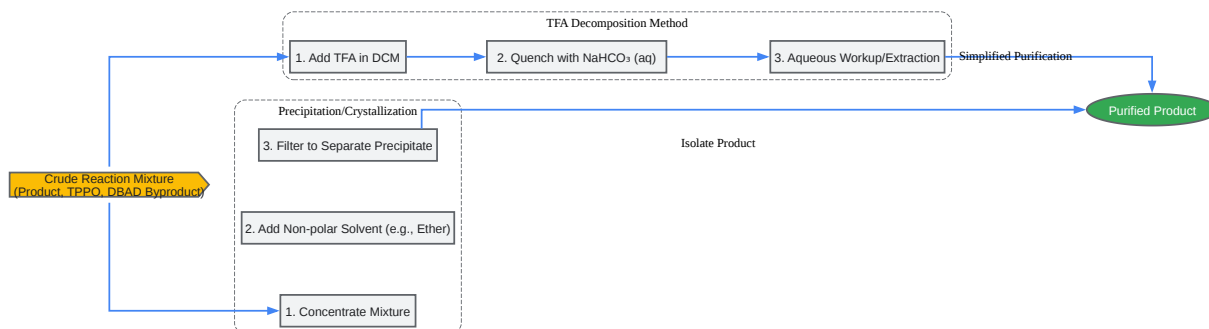 TFA Decomposition Method
1. Add TFA in DCM
2. Quench with NaHCO₃ (aq)
3. Aqueous Workup/Extraction
Simplified Purification
Purified Product
Precipitation/Crystallization
3. Filter to Separate Precipitate
Isolate Product
Crude Reaction Mixture
(Product, TPPO, DBAD Byproduct)
2. Add Non-polar Solvent (e.g., Ether)
1. Concentrate Mixture